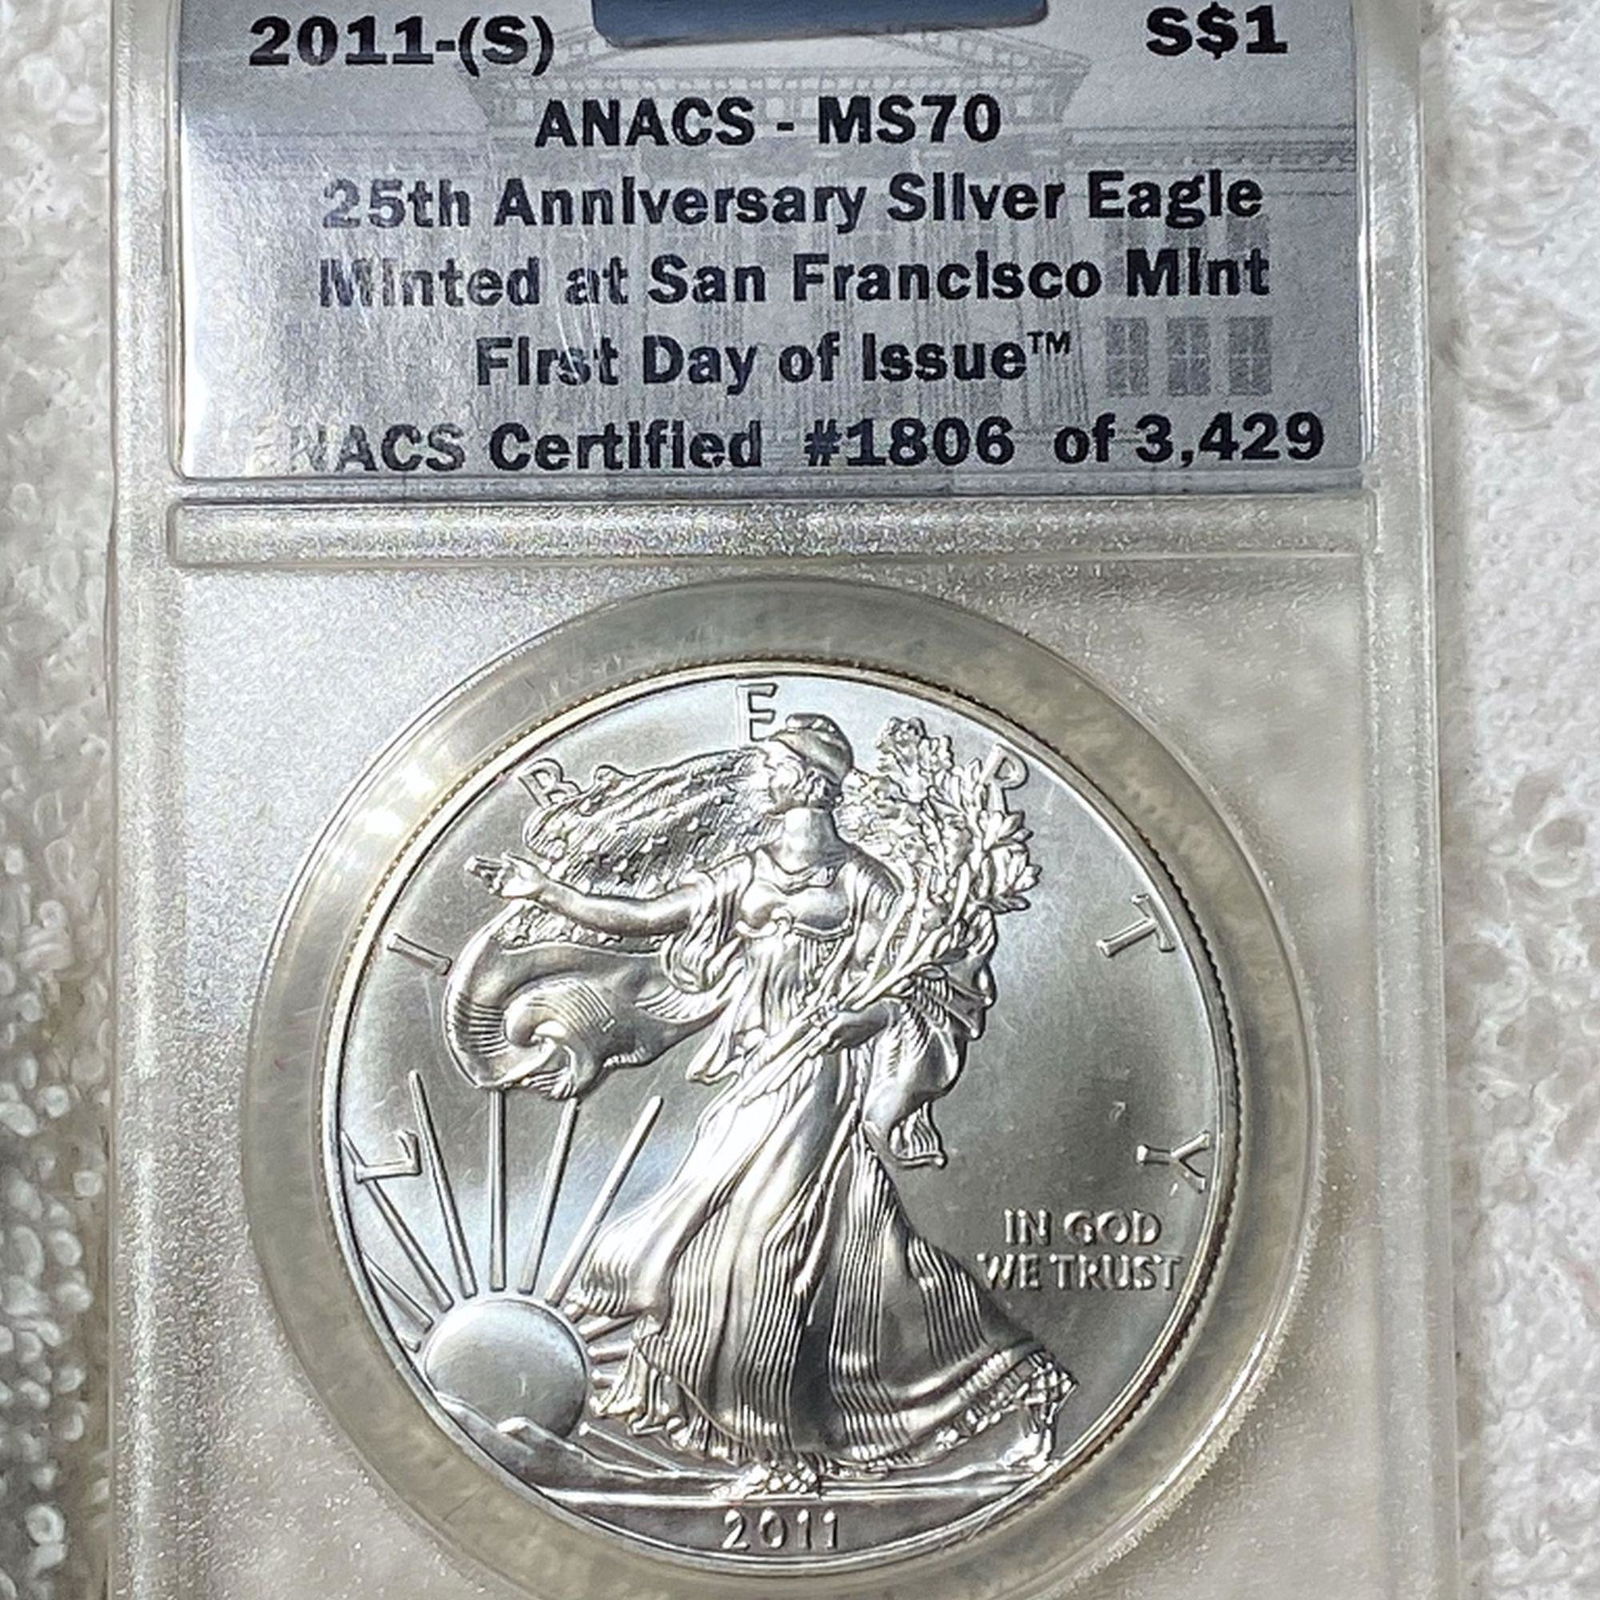 2011-(S) S$1
ANACS - MS70
25th Anniversary Silver Eagle
Minted at San Francisco Mint
First Day of Issue™
NACS Certified #1806 of 3,429
LIBERTY
IN GOD
WE TRUST
2011